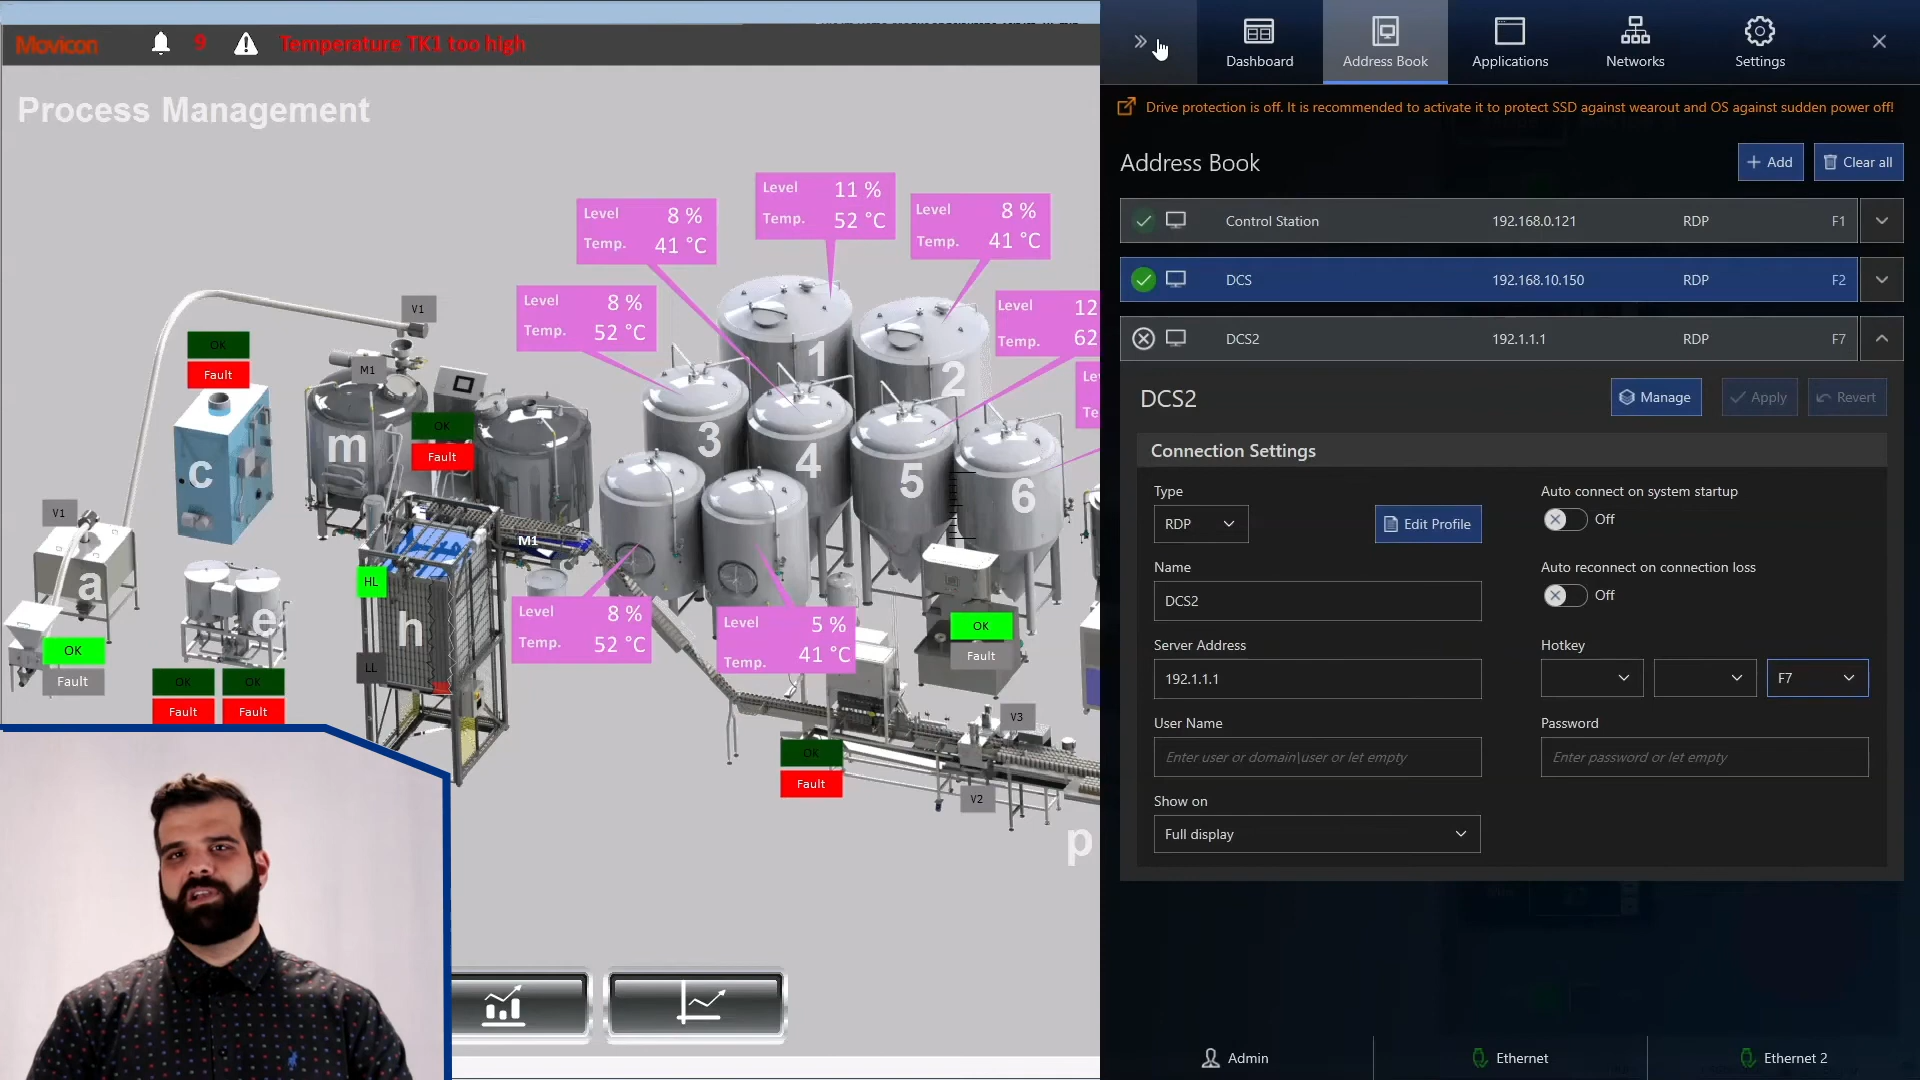 Movicon
9
Temperature TK1 too high
Process Management
Level 11 %
Temp. 52 °C
Level 8 %
Temp. 41 °C
Level 8 %
Temp. 41 °C
Level 8 %
Temp. 52 °C
Level 12
Temp. 62
Le
Te
V1
OK
Fault
M1
OK
Fault
1
2
3
4
5
6
c
m
V1
a
e
h
HL
LL
M1
OK
Fault
OK
Fault
OK
Fault
Level 8 %
Temp. 52 °C
Level 5 %
Temp. 41 °C
OK
Fault
V3
OK
Fault
V2
p
Dashboard
Address Book
Applications
Networks
Settings
Drive protection is off. It is recommended to activate it to protect SSD against wearout and OS against sudden power off!
Address Book
Add
Clear all
Control Station 192.168.0.121 RDP F1
DCS 192.168.10.150 RDP F2
DCS2 192.1.1.1 RDP F7
DCS2
Manage
Apply
Revert
Connection Settings
Type
RDP
Edit Profile
Auto connect on system startup
Off
Name
DCS2
Auto reconnect on connection loss
Off
Server Address
192.1.1.1
Hotkey
F7
User Name
Enter user or domain\user or let empty
Password
Enter password or let empty
Show on
Full display
Admin
Ethernet
Ethernet 2